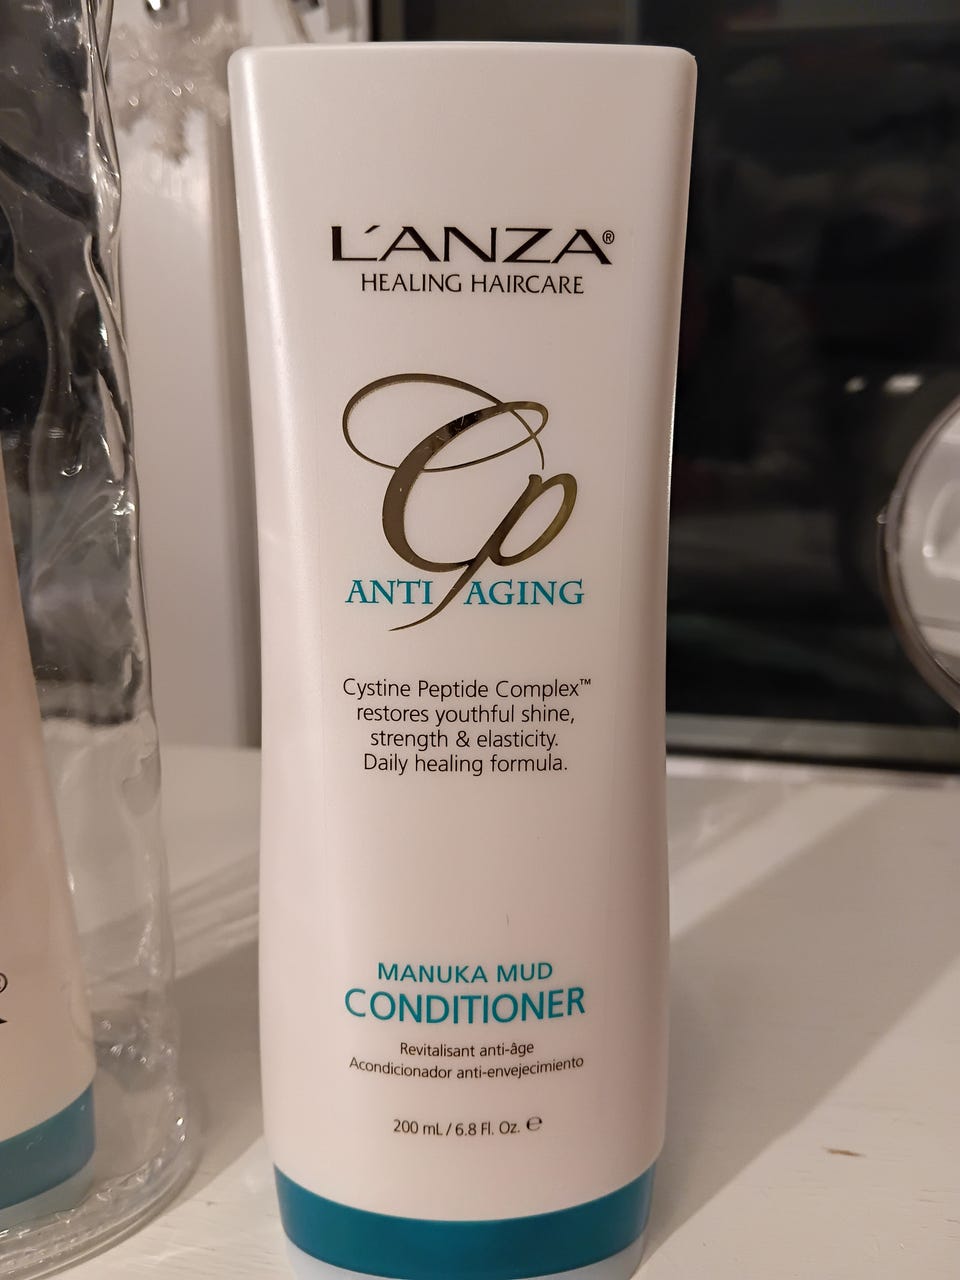 L´ANZA®
HEALING HAIRCARE
Cp
ANTI AGING
Cystine Peptide Complex™
restores youthful shine,
strength & elasticity.
Daily healing formula.
MANUKA MUD
CONDITIONER
Revitalisant anti-âge
Acondicionador anti-envejecimiento
200 mL / 6.8 Fl. Oz. ℮
®